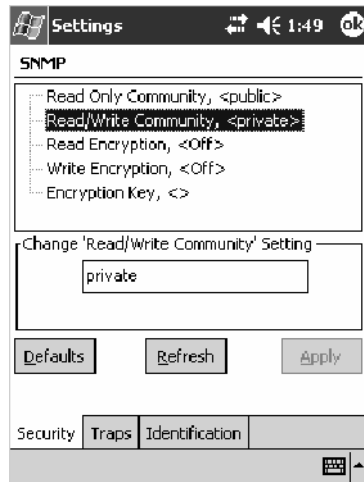 Settings 1:49 ok
SNMP
Read Only Community, <public>
Read/Write Community, <private>
Read Encryption, <Off>
Write Encryption, <Off>
Encryption Key, <>
Change 'Read/Write Community' Setting
private
Defaults Refresh Apply
Security Traps Identification